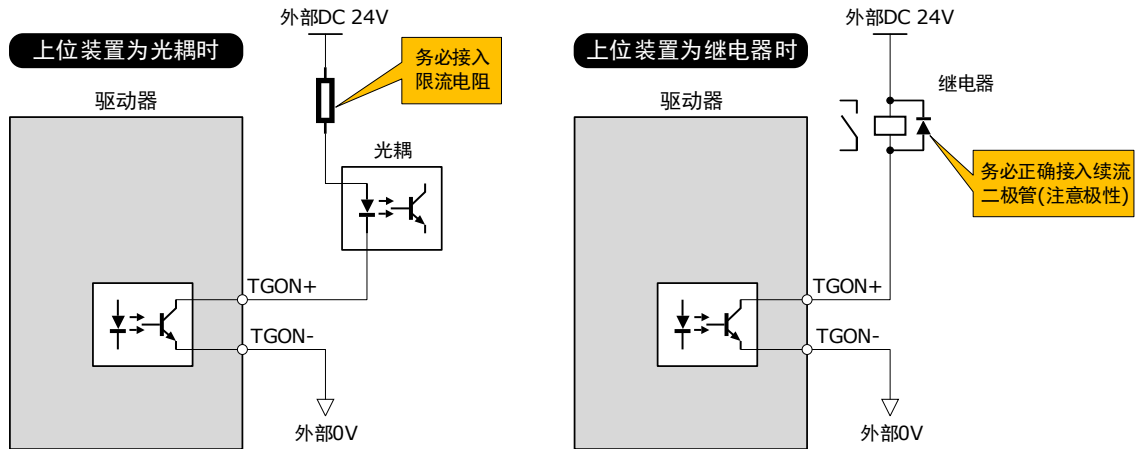 外部DC 24V
上位装置为光耦时
务必接入
限流电阻
驱动器
光耦
TGON+
TGON-
外部0V
外部DC 24V
上位装置为继电器时
继电器
驱动器
务必正确接入续流
二极管(注意极性)
TGON+
TGON-
外部0V